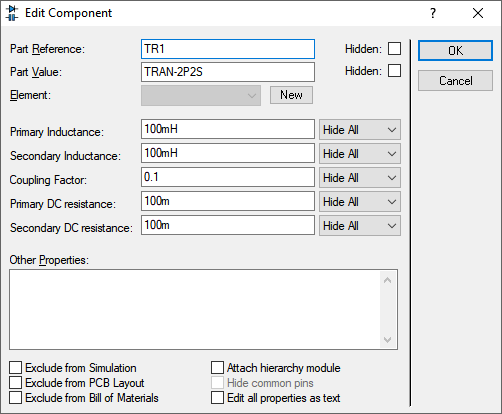 Edit Component
?
Part Reference: TR1 Hidden: OK
Part Value: TRAN-2P2S Hidden: Cancel
Element: New
Primary Inductance: 100mH Hide All
Secondary Inductance: 100mH Hide All
Coupling Factor: 0.1 Hide All
Primary DC resistance: 100m Hide All
Secondary DC resistance: 100m Hide All
Other Properties:
Exclude from Simulation Attach hierarchy module
Exclude from PCB Layout Hide common pins
Exclude from Bill of Materials Edit all properties as text